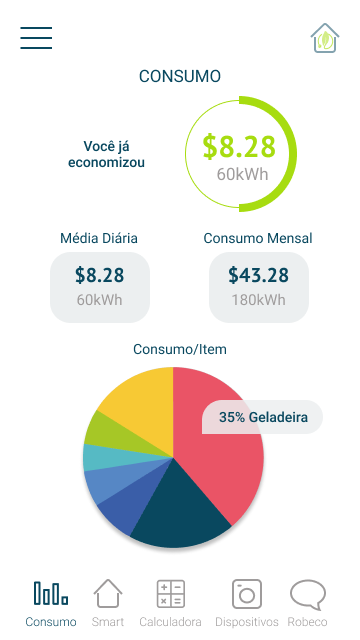 CONSUMO
Você já
economizou
$8.28
60kWh
Média Diária
Consumo Mensal
$8.28
60kWh
$43.28
180kWh
Consumo/Item
35% Geladeira
Consumo
Smart
Calculadora
Dispositivos
Robeco